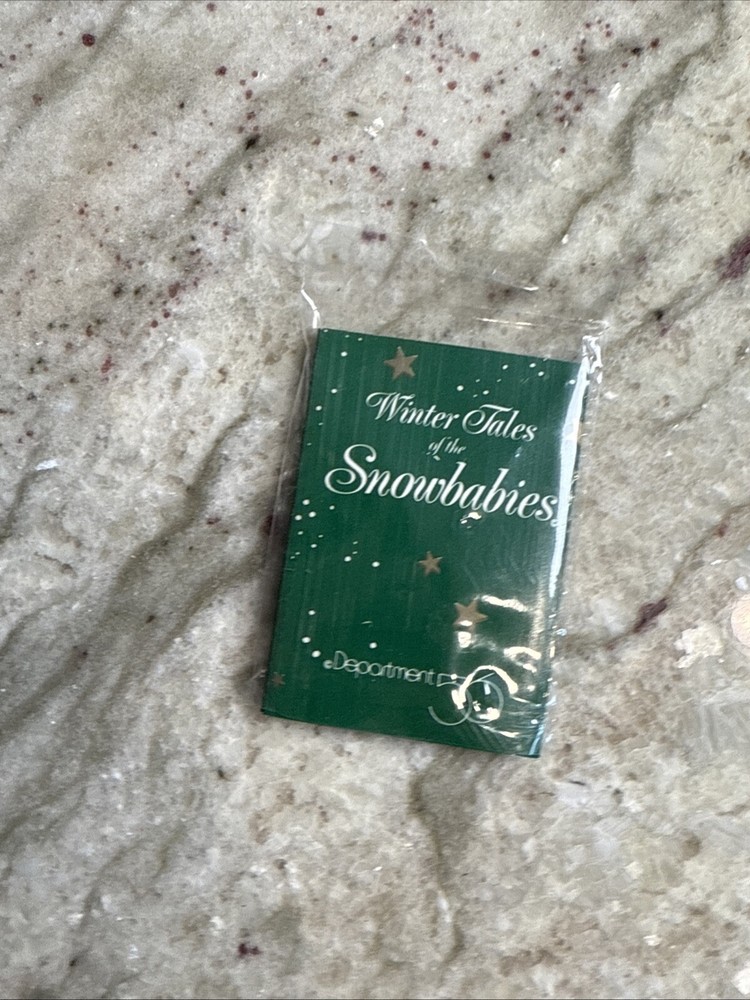 Winter Tales
of the
Snowbabies
Department 56